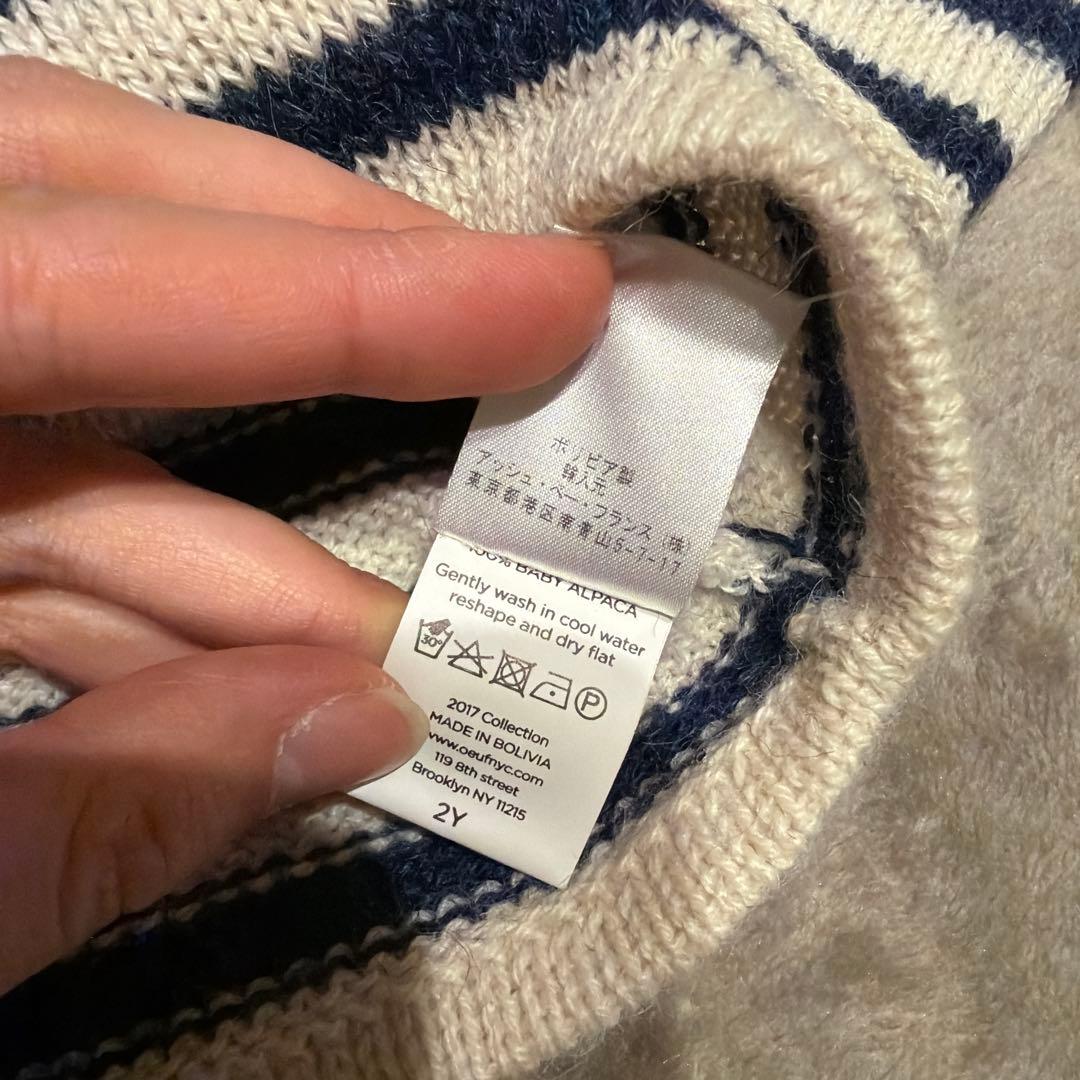 ボリビア製
輸入元
アッシュ・ペー・フランス(株)
東京都港区南青山5-7-17
100% BABY ALPACA
Gently wash in cool water
reshape and dry flat
30°
P
2017 Collection
MADE IN BOLIVIA
www.oeufnyc.com
119 8th street
Brooklyn NY 11215
2Y